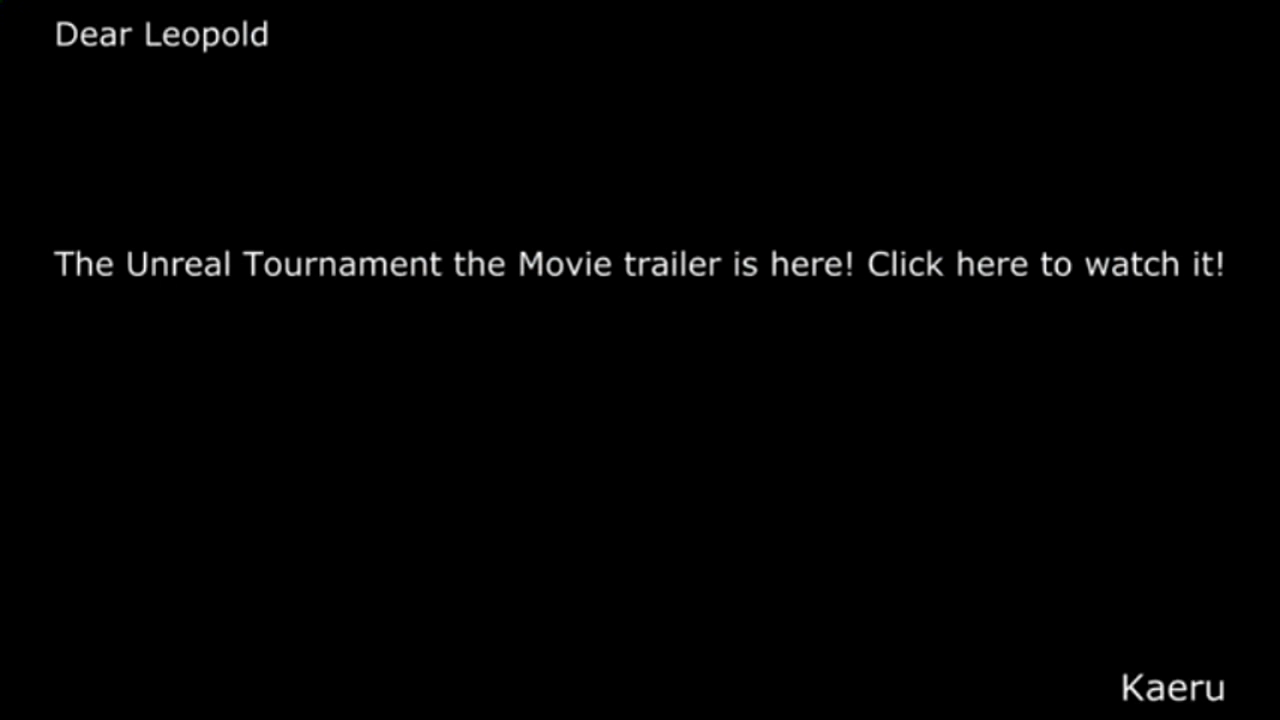 Dear Leopold
The Unreal Tournament the Movie trailer is here! Click here to watch it!
Kaeru